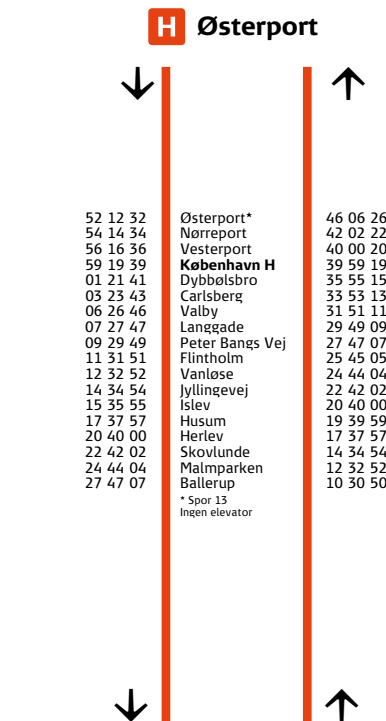 H Østerport
52 12 32 Østerport* 46 06 26
54 14 34 Nørreport 42 02 22
56 16 36 Vesterport 40 00 20
59 19 39 København H 39 59 19
01 21 41 Dybbølsbro 35 55 15
03 23 43 Carlsberg 33 53 13
06 26 46 Valby 31 51 11
07 27 47 Langgade 29 49 09
09 29 49 Peter Bangs Vej 27 47 07
11 31 51 Flintholm 25 45 05
12 32 52 Vanløse 24 44 04
14 34 54 Jyllingevej 22 42 02
15 35 55 Islev 20 40 00
17 37 57 Husum 19 39 59
20 40 00 Herlev 17 37 57
22 42 02 Skovlunde 14 34 54
24 44 04 Malmparken 12 32 52
27 47 07 Ballerup 10 30 50
* Spor 13
Ingen elevator